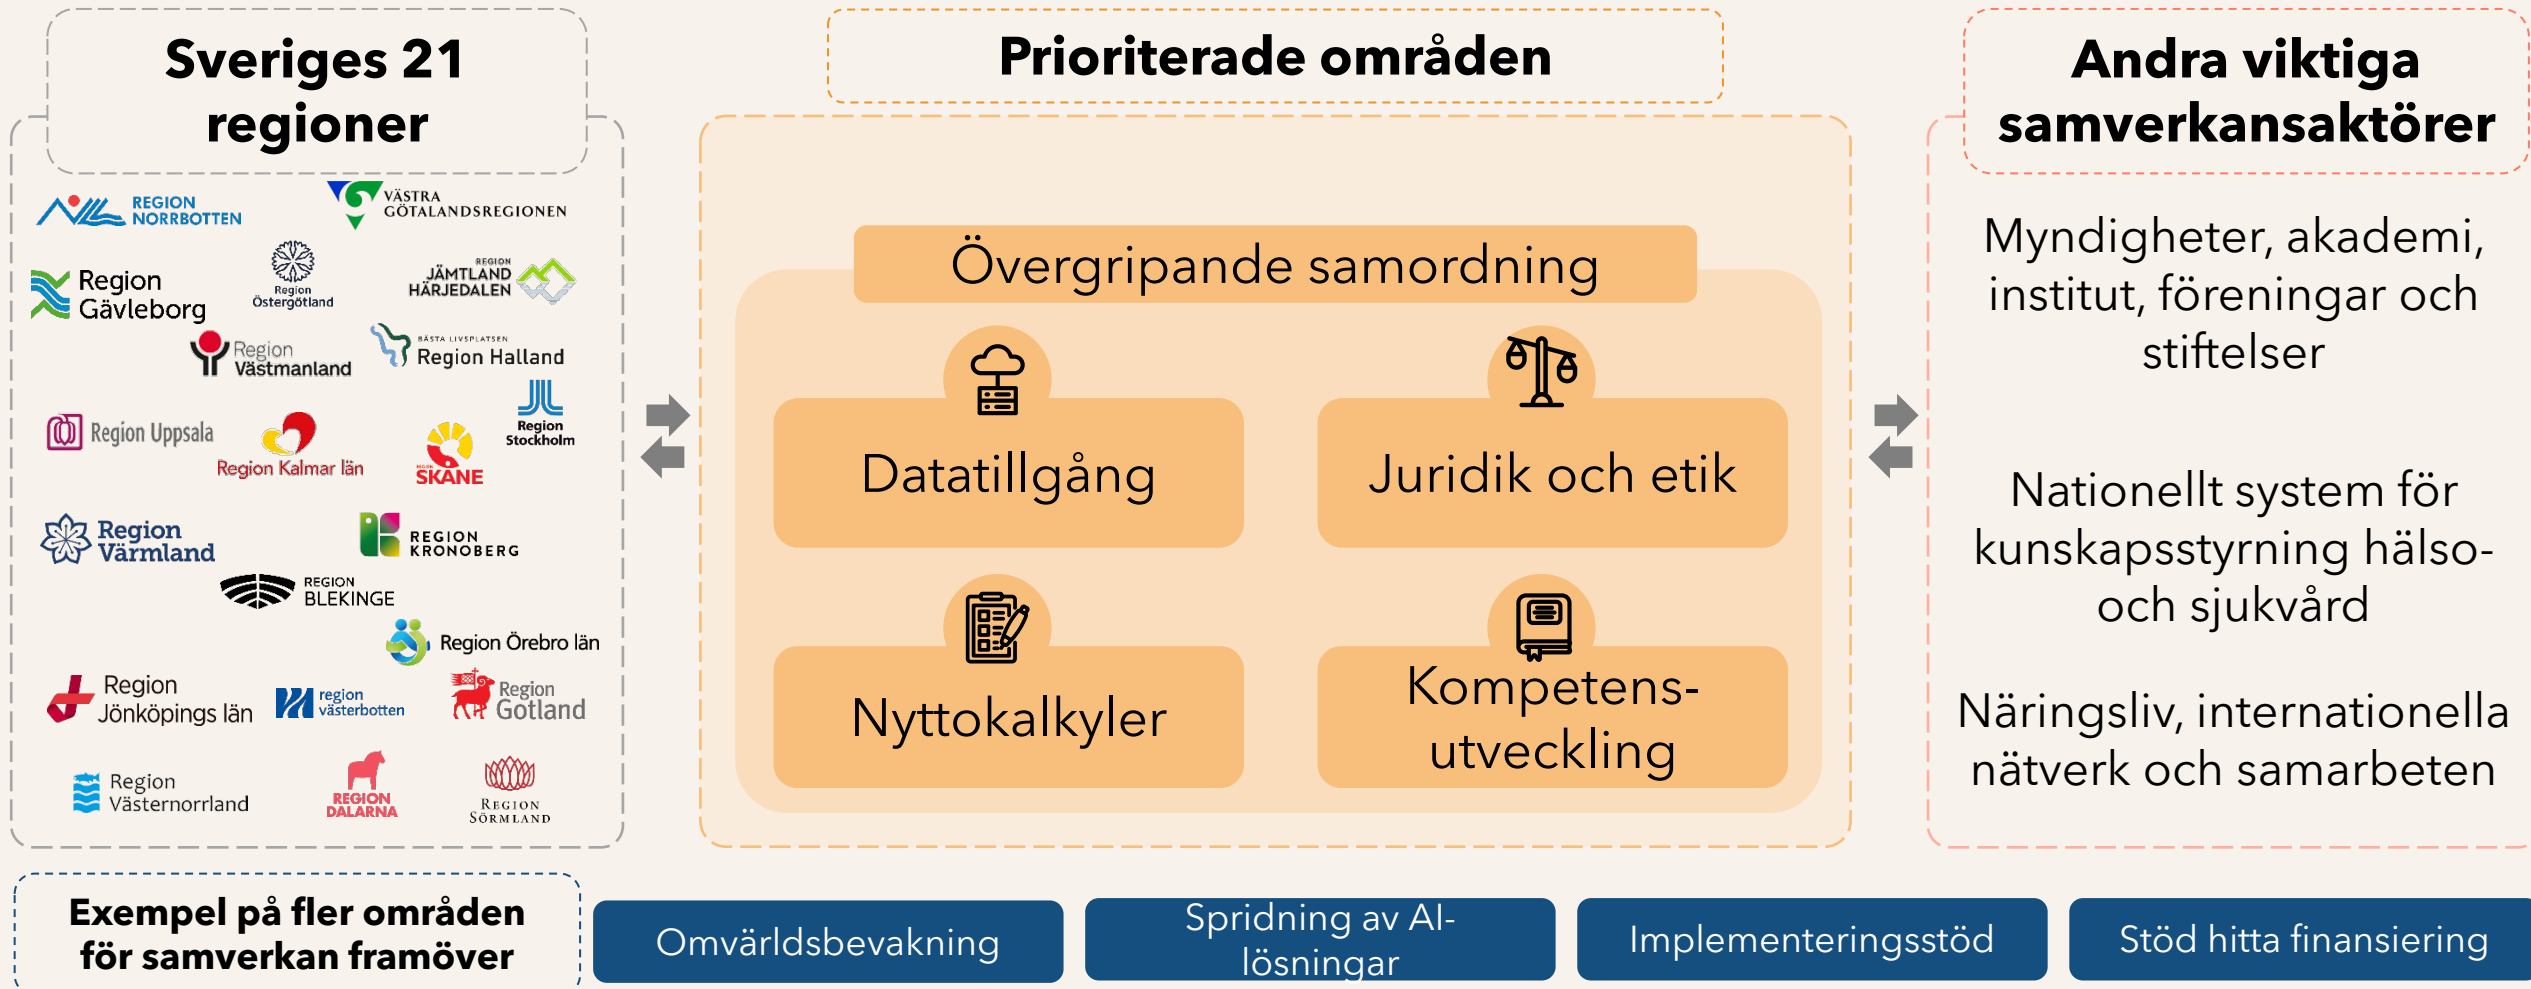 Sveriges 21
regioner
REGION
NORRBOTTEN
VÄSTRA
GÖTALANDSREGIONEN
Region
Gävleborg
Region
Östergötland
REGION
JÄMTLAND
HÄRJEDALEN
Region
Västmanland
BÄSTA LIVSPLATSEN
Region Halland
Region Uppsala
Region Kalmar län
REGION
SKÅNE
Region
Stockholm
Region
Värmland
REGION
KRONOBERG
REGION
BLEKINGE
Region Örebro län
Region
Jönköpings län
region
västerbotten
Region
Gotland
Region
Västernorrland
REGION
DALARNA
REGION
SÖRMLAND
Prioriterade områden
Övergripande samordning
Datatillgång
Juridik och etik
Nyttokalkyler
Kompetens-
utveckling
Andra viktiga
samverkansaktörer
Myndigheter, akademi,
institut, föreningar och
stiftelser
Nationellt system för
kunskapsstyrning hälso-
och sjukvård
Näringsliv, internationella
nätverk och samarbeten
Exempel på fler områden
för samverkan framöver
Omvärldsbevakning
Spridning av AI-
lösningar
Implementeringsstöd
Stöd hitta finansiering